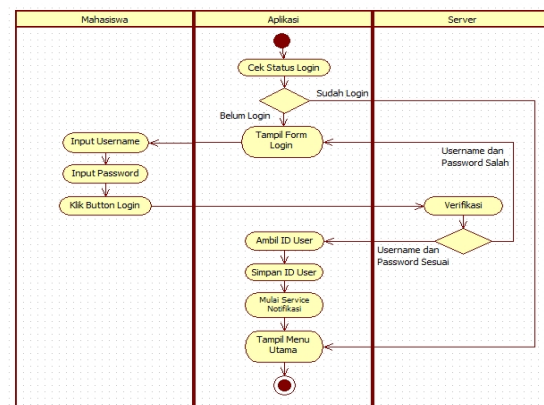 Mahasiswa
Aplikasi
Server
Cek Status Login
Sudah Login
Belum Login
Tampil Form
Login
Input Username
Username dan
Password Salah
Input Password
Klik Button Login
Verifikasi
Ambil ID User
Username dan
Password Sesuai
Simpan ID User
Mulai Service
Notifikasi
Tampil Menu
Utama